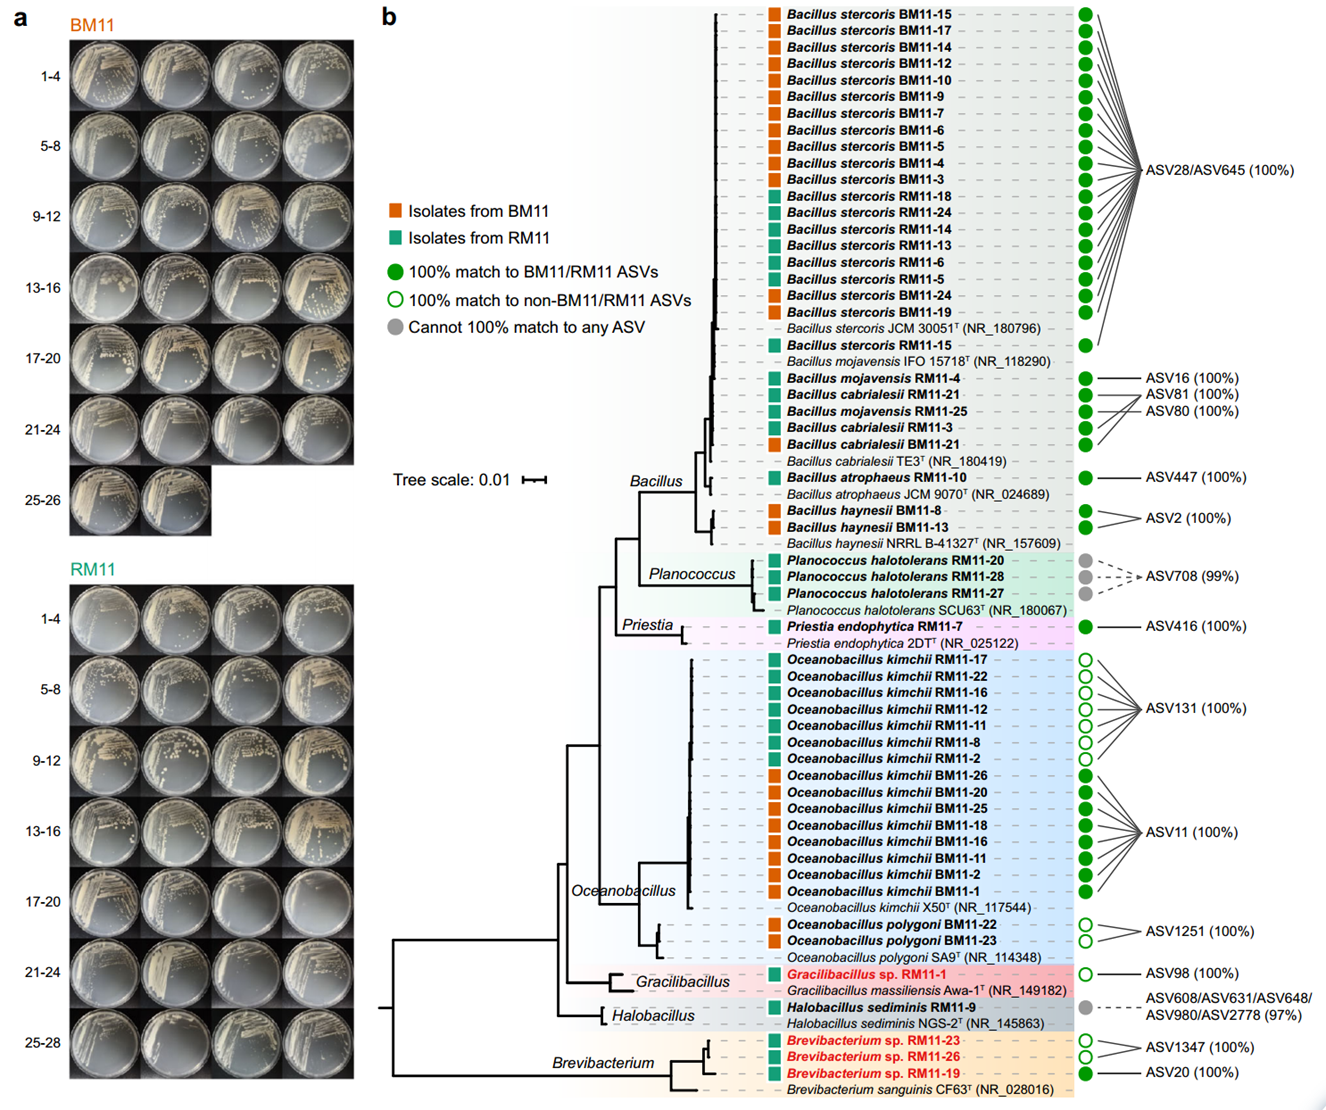 a
BM11
1-4
5-8
9-12
13-16
17-20
21-24
25-26
RM11
1-4
5-8
9-12
13-16
17-20
21-24
25-28
b
Isolates from BM11
Isolates from RM11
100% match to BM11/RM11 ASVs
100% match to non-BM11/RM11 ASVs
Cannot 100% match to any ASV
Tree scale: 0.01
Bacillus
Planococcus
Priestia
Oceanobacillus
Gracilibacillus
Halobacillus
Brevibacterium
Bacillus stercoris BM11-15
Bacillus stercoris BM11-17
Bacillus stercoris BM11-14
Bacillus stercoris BM11-12
Bacillus stercoris BM11-10
Bacillus stercoris BM11-9
Bacillus stercoris BM11-7
Bacillus stercoris BM11-6
Bacillus stercoris BM11-5
Bacillus stercoris BM11-4
Bacillus stercoris BM11-3
Bacillus stercoris RM11-18
Bacillus stercoris RM11-24
Bacillus stercoris RM11-14
Bacillus stercoris RM11-13
Bacillus stercoris RM11-6
Bacillus stercoris RM11-5
Bacillus stercoris BM11-24
Bacillus stercoris BM11-19
Bacillus stercoris JCM 30051ᵀ (NR_180796)
Bacillus stercoris RM11-15
Bacillus mojavensis IFO 15718ᵀ (NR_118290)
Bacillus mojavensis RM11-4
Bacillus cabrialesii RM11-21
Bacillus mojavensis RM11-25
Bacillus cabrialesii RM11-3
Bacillus cabrialesii BM11-21
Bacillus cabrialesii TE3ᵀ (NR_180419)
Bacillus atrophaeus RM11-10
Bacillus atrophaeus JCM 9070ᵀ (NR_024689)
Bacillus haynesii BM11-8
Bacillus haynesii BM11-13
Bacillus haynesii NRRL B-41327ᵀ (NR_157609)
Planococcus halotolerans RM11-20
Planococcus halotolerans RM11-28
Planococcus halotolerans RM11-27
Planococcus halotolerans SCU63ᵀ (NR_180067)
Priestia endophytica RM11-7
Priestia endophytica 2DTᵀ (NR_025122)
Oceanobacillus kimchii RM11-17
Oceanobacillus kimchii RM11-22
Oceanobacillus kimchii RM11-16
Oceanobacillus kimchii RM11-12
Oceanobacillus kimchii RM11-11
Oceanobacillus kimchii RM11-8
Oceanobacillus kimchii RM11-2
Oceanobacillus kimchii BM11-26
Oceanobacillus kimchii BM11-20
Oceanobacillus kimchii BM11-25
Oceanobacillus kimchii BM11-18
Oceanobacillus kimchii BM11-16
Oceanobacillus kimchii BM11-11
Oceanobacillus kimchii BM11-2
Oceanobacillus kimchii BM11-1
Oceanobacillus kimchii X50ᵀ (NR_117544)
Oceanobacillus polygoni BM11-22
Oceanobacillus polygoni BM11-23
Oceanobacillus polygoni SA9ᵀ (NR_114348)
Gracilibacillus sp. RM11-1
Gracilibacillus massiliensis Awa-1ᵀ (NR_149182)
Halobacillus sediminis RM11-9
Halobacillus sediminis NGS-2ᵀ (NR_145863)
Brevibacterium sp. RM11-23
Brevibacterium sp. RM11-26
Brevibacterium sp. RM11-19
Brevibacterium sanguinis CF63ᵀ (NR_028016)
ASV28/ASV645 (100%)
ASV16 (100%)
ASV81 (100%)
ASV80 (100%)
ASV447 (100%)
ASV2 (100%)
ASV708 (99%)
ASV416 (100%)
ASV131 (100%)
ASV11 (100%)
ASV1251 (100%)
ASV98 (100%)
ASV608/ASV631/ASV648/
ASV980/ASV2778 (97%)
ASV1347 (100%)
ASV20 (100%)